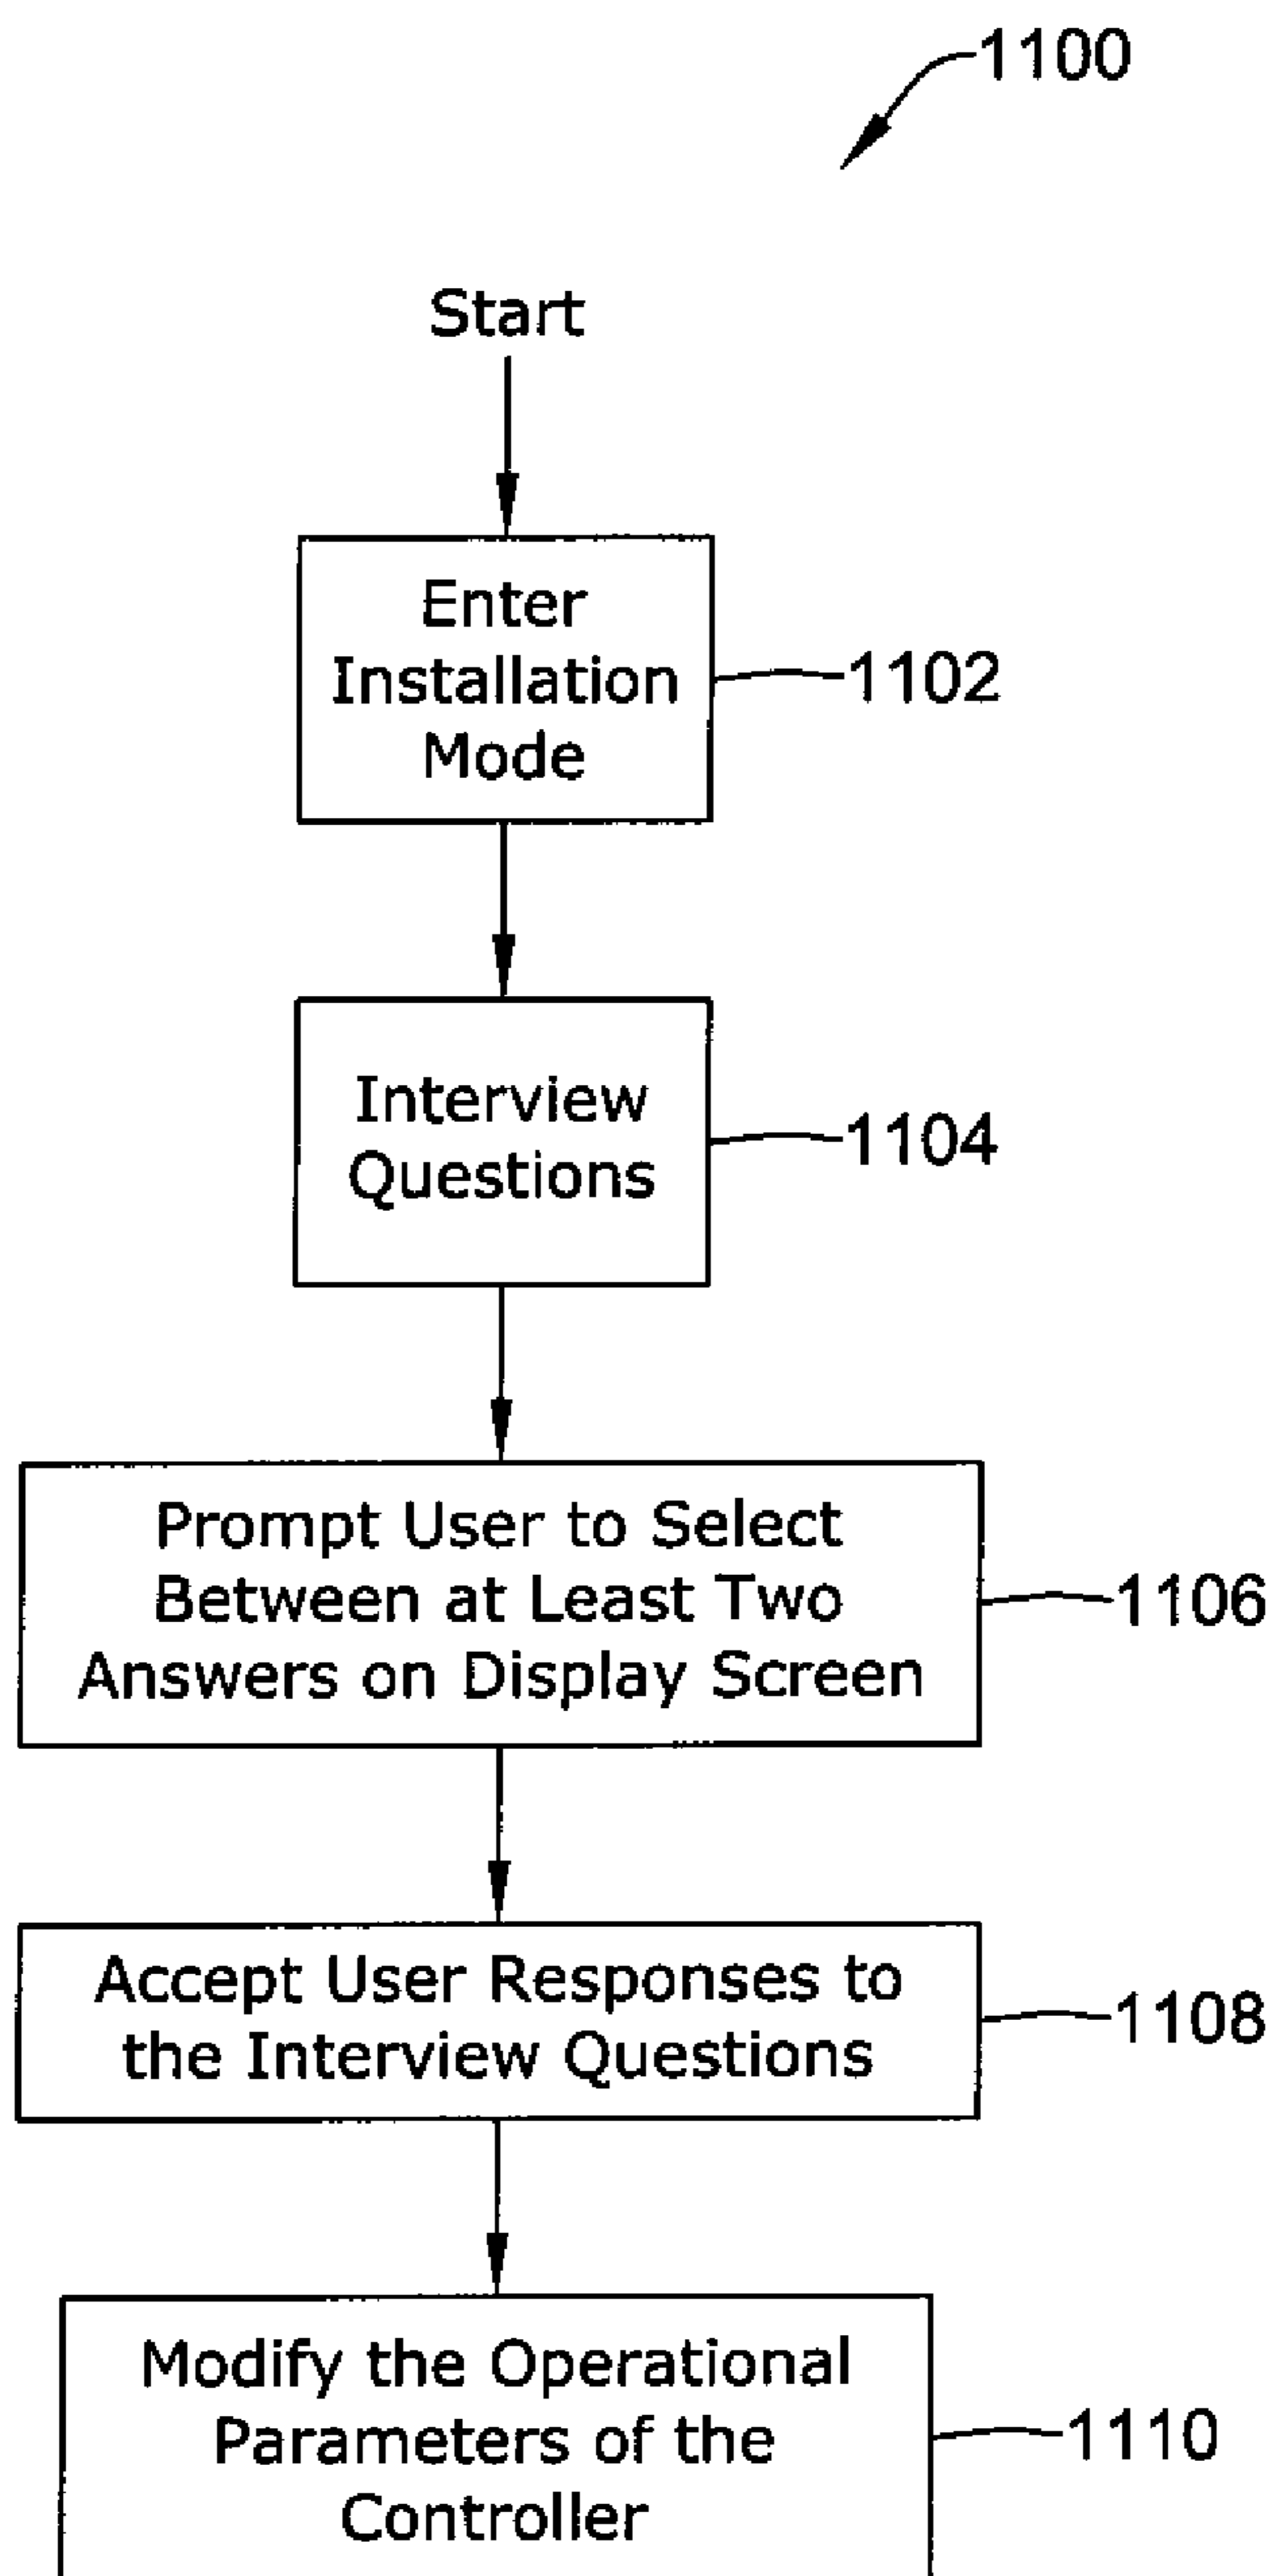 1100
Start
Enter
Installation
Mode
1102
Interview
Questions
1104
Prompt User to Select
Between at Least Two
Answers on Display Screen
1106
Accept User Responses to
the Interview Questions
1108
Modify the Operational
Parameters of the
Controller
1110